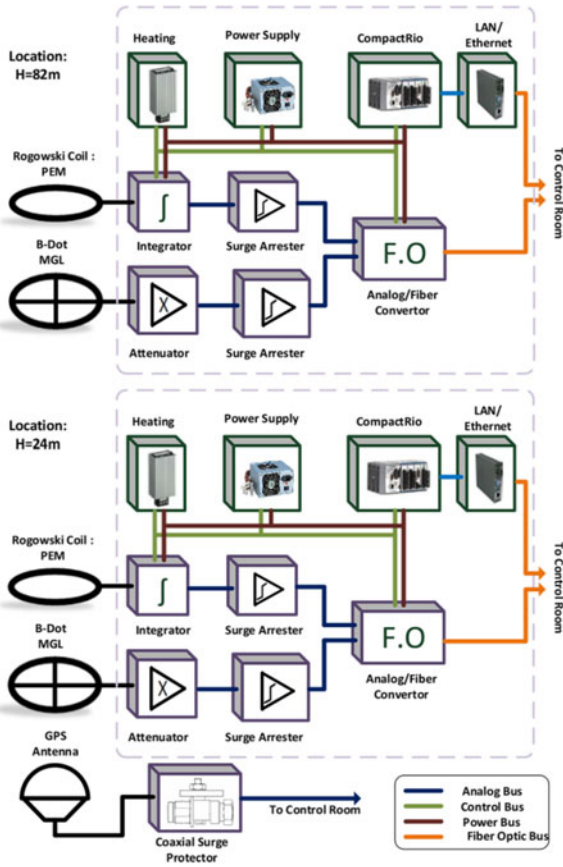 Location:
H=82m
Heating
Power Supply
CompactRio
LAN/
Ethernet
Rogowski Coil :
PEM
∫
Integrator
Surge Arrester
F.O
Analog/Fiber
Convertor
To Control Room
B-Dot
MGL
X
Attenuator
Surge Arrester
Location:
H=24m
Heating
Power Supply
CompactRio
LAN/
Ethernet
Rogowski Coil :
PEM
∫
Integrator
Surge Arrester
F.O
Analog/Fiber
Convertor
To Control Room
B-Dot
MGL
X
Attenuator
Surge Arrester
GPS
Antenna
Coaxial Surge
Protector
To Control Room
Analog Bus
Control Bus
Power Bus
Fiber Optic Bus